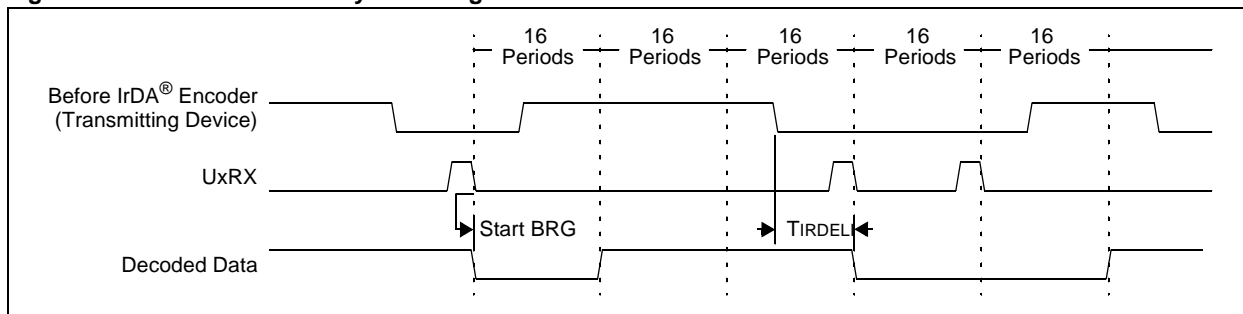 16 16 16 16 16
Periods Periods Periods Periods Periods
Before IrDA® Encoder
(Transmitting Device)
UxRX
Start BRG
TIRDELI
Decoded Data